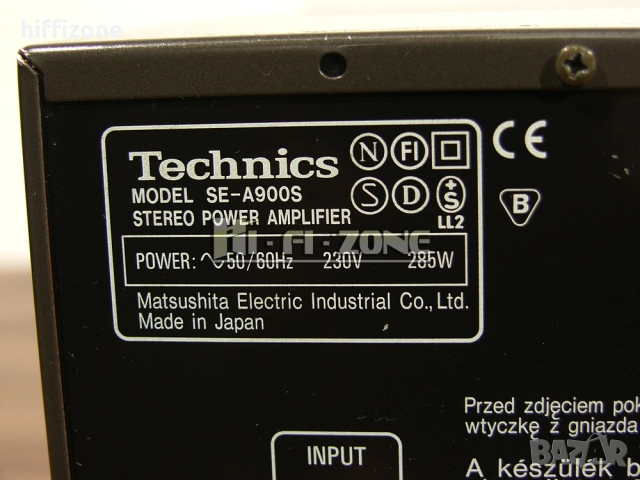 © hiffizone
Technics
N FI
CE
MODEL SE-A900S
S D +S
B
STEREO POWER AMPLIFIER
LL2
Hi-Fi-ZONE
POWER: ~50/60Hz 230V 285W
Matsushita Electric Industrial Co., Ltd.
Made in Japan
Przed zdjęciem pok
wtyczkę z gniazda
INPUT
A készülék b
BAZAR